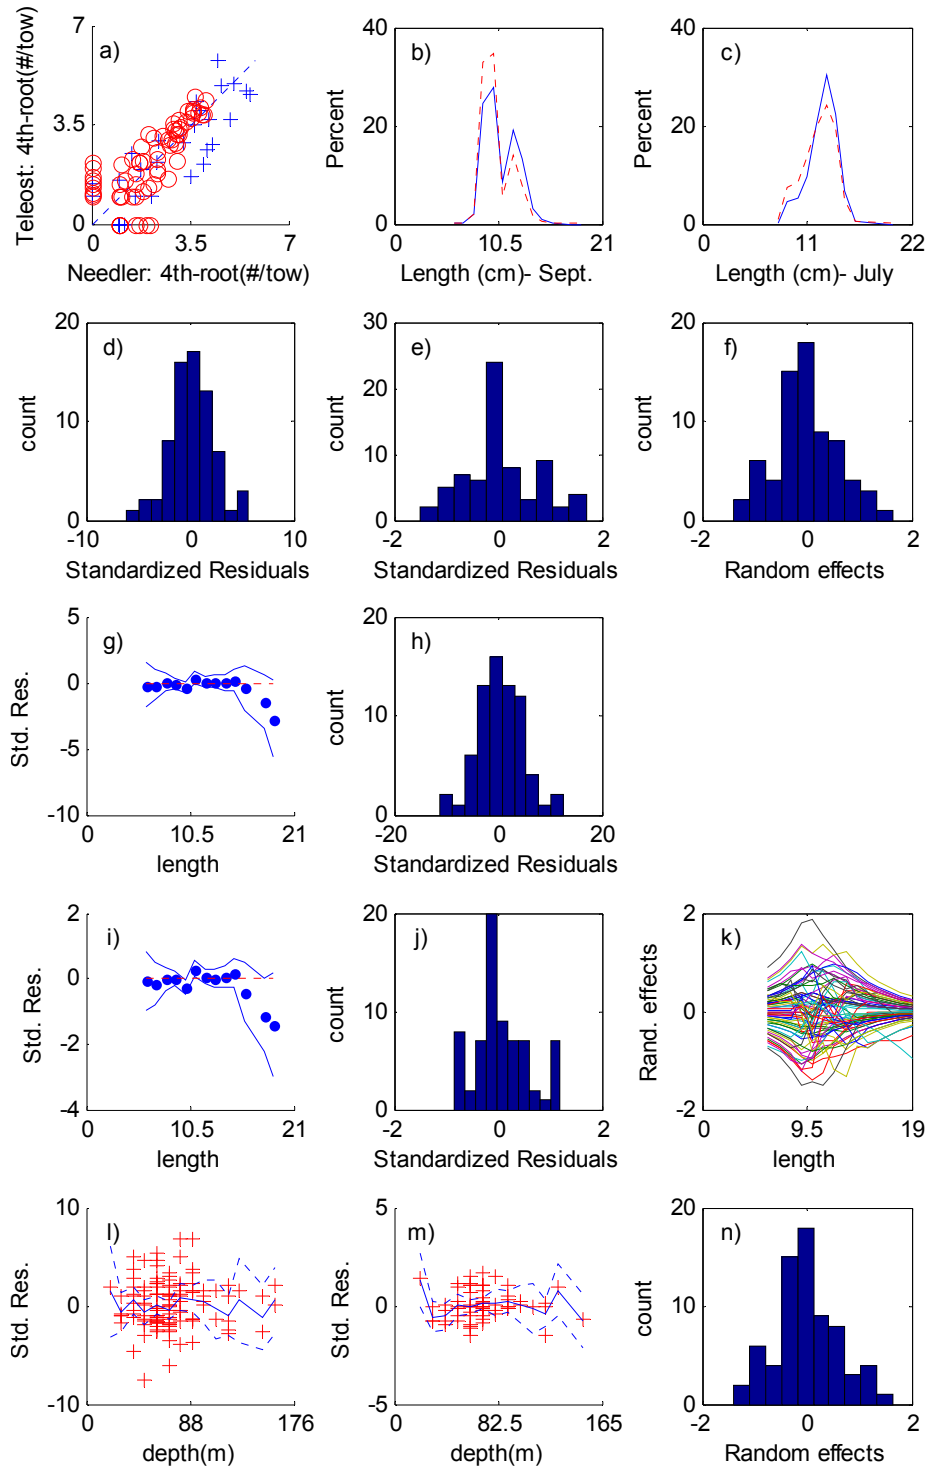 a)
7
3.5
0
0
3.5
7
Teleost: 4th-root(#/tow)
Needler: 4th-root(#/tow)
b)
40
20
0
0
10.5
21
Percent
Length (cm)- Sept.
c)
40
20
0
0
11
22
Percent
Length (cm)- July
d)
20
10
0
-10
0
10
count
Standardized Residuals
e)
30
20
10
0
-2
0
2
count
Standardized Residuals
f)
20
10
0
-2
0
2
count
Random effects
g)
5
0
-5
-10
0
10.5
21
Std. Res.
length
h)
20
10
0
-20
0
20
count
Standardized Residuals
i)
2
0
-2
-4
0
10.5
21
Std. Res.
length
j)
20
10
0
-2
0
2
count
Standardized Residuals
k)
2
0
-2
0
9.5
19
Rand. effects
length
l)
10
0
-10
0
88
176
Std. Res.
depth(m)
m)
5
0
-5
0
82.5
165
Std. Res.
depth(m)
n)
20
10
0
-2
0
2
count
Random effects